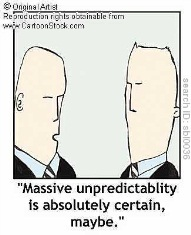 © Original Artist
Reproduction rights obtainable from
www.CartoonStock.com
search ID: sbl0036
"Massive unpredictablity
is absolutely certain,
maybe."